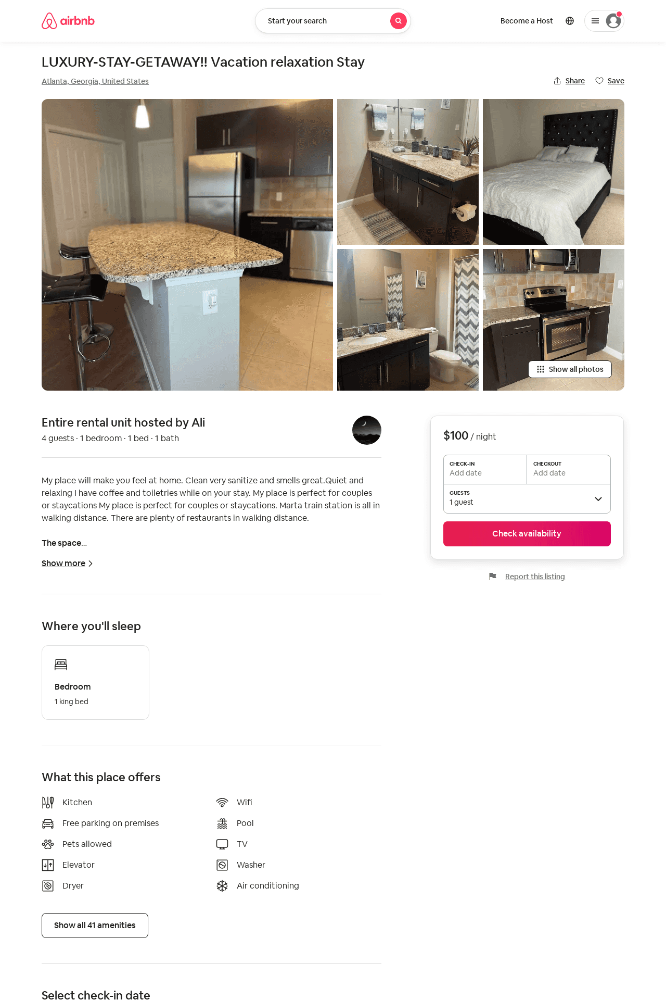 airbnb
Start your search
Become a Host
LUXURY-STAY-GETAWAY!! Vacation relaxation Stay
Atlanta, Georgia, United States
Share
Save
Show all photos
Entire rental unit hosted by Ali
4 guests · 1 bedroom · 1 bed · 1 bath
My place will make you feel at home. Clean very sanitize and smells great.Quiet and
relaxing I have coffee and toiletries while on your stay. My place is perfect for couples
or staycations My place is perfect for couples or staycations. Marta train station is all in
walking distance. There are plenty of restaurants in walking distance.
The space...
Show more
$100 / night
CHECK-IN
Add date
CHECKOUT
Add date
GUESTS
1 guest
Check availability
Report this listing
Where you'll sleep
Bedroom
1 king bed
What this place offers
Kitchen
Wifi
Free parking on premises
Pool
Pets allowed
TV
Elevator
Washer
Dryer
Air conditioning
Show all 41 amenities
Select check-in date